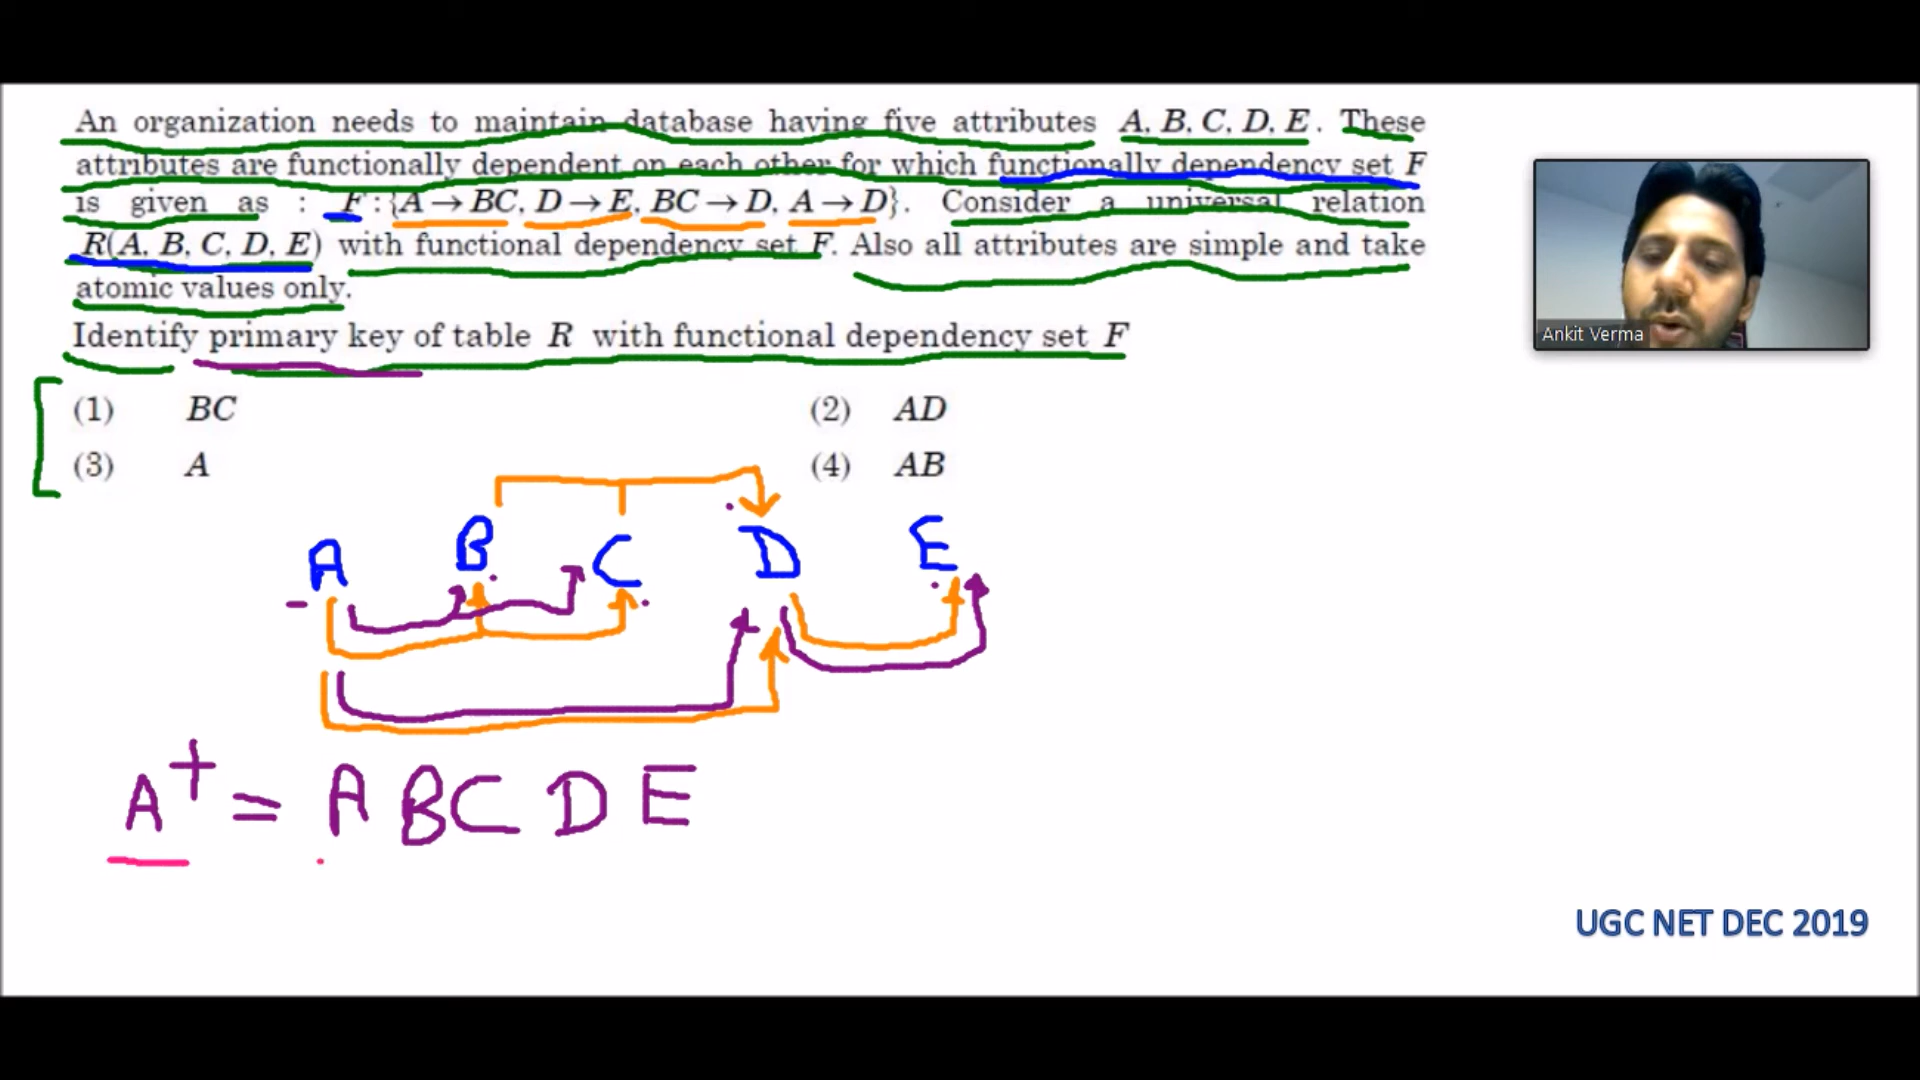 An organization needs to maintain database having five attributes A, B, C, D, E. These
attributes are functionally dependent on each other for which functionally dependency set F
is given as : F : {A → BC, D → E, BC → D, A → D}. Consider a universal relation
R(A, B, C, D, E) with functional dependency set F. Also all attributes are simple and take
atomic values only.
Identify primary key of table R with functional dependency set F
(1) BC (2) AD
(3) A (4) AB
A B C D E
A+ = A B C D E
Ankit Verma
UGC NET DEC 2019